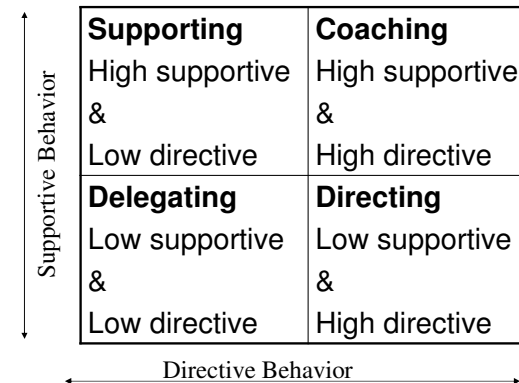 Supportive Behavior
Supporting
High supportive
&
Low directive
Coaching
High supportive
&
High directive
Delegating
Low supportive
&
Low directive
Directing
Low supportive
&
High directive
Directive Behavior